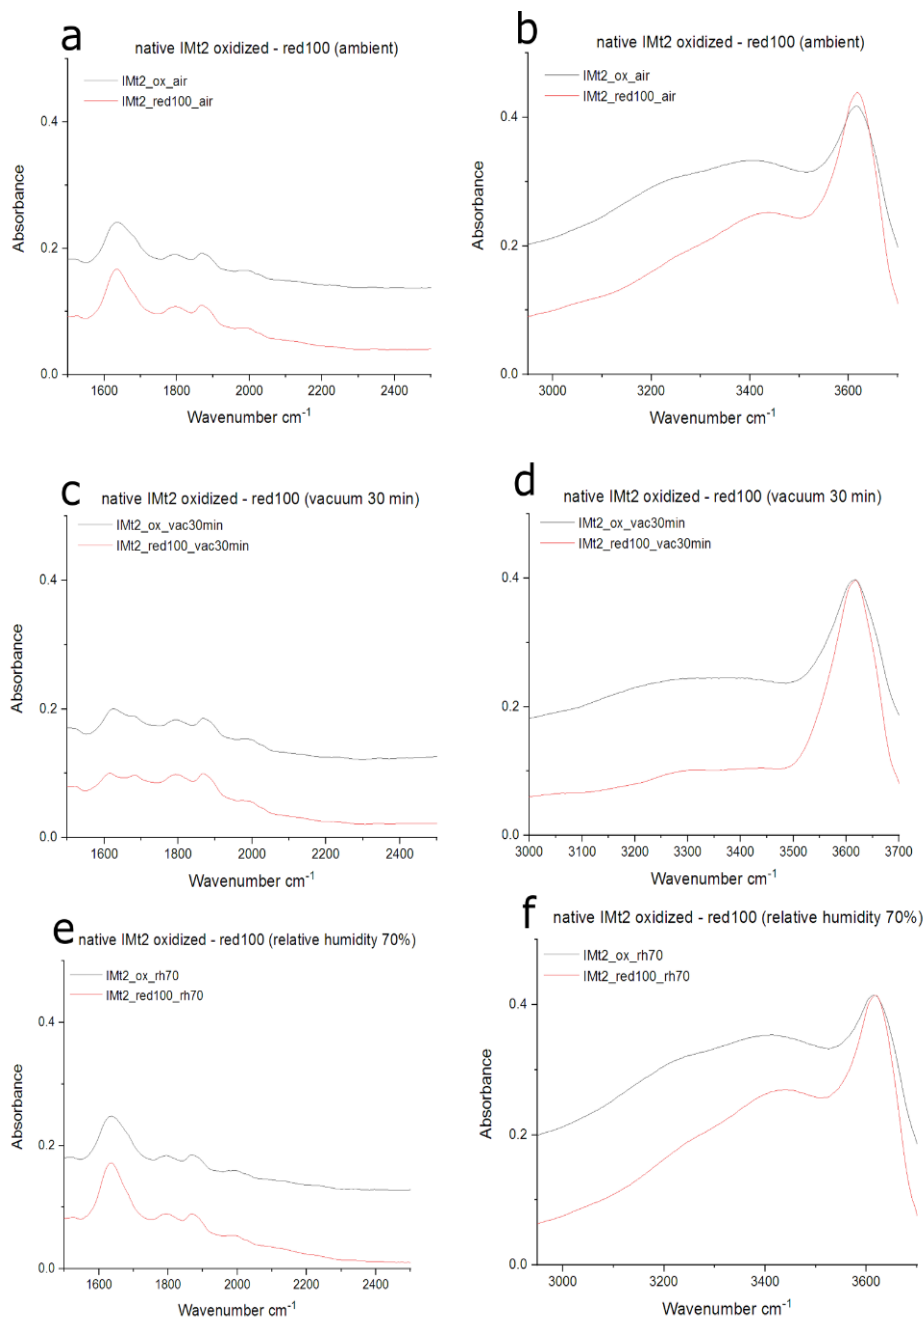 a
native IMt2 oxidized - red100 (ambient)
IMt2_ox_air
IMt2_red100_air
Absorbance
0.4
0.2
0.0
1600 1800 2000 2200 2400
Wavenumber cm⁻¹
b
native IMt2 oxidized - red100 (ambient)
IMt2_ox_air
IMt2_red100_air
Absorbance
0.4
0.2
0.0
3000 3200 3400 3600
Wavenumber cm⁻¹
c
native IMt2 oxidized - red100 (vacuum 30 min)
IMt2_ox_vac30min
IMt2_red100_vac30min
Absorbance
0.4
0.2
0.0
1600 1800 2000 2200 2400
Wavenumber cm⁻¹
d
native IMt2 oxidized - red100 (vacuum 30 min)
IMt2_ox_vac30min
IMt2_red100_vac30min
Absorbance
0.4
0.2
0.0
3000 3100 3200 3300 3400 3500 3600 3700
Wavenumber cm⁻¹
e
native IMt2 oxidized - red100 (relative humidity 70%)
IMt2_ox_rh70
IMt2_red100_rh70
Absorbance
0.4
0.2
0.0
1600 1800 2000 2200 2400
Wavenumber cm⁻¹
f
native IMt2 oxidized - red100 (relative humidity 70%)
IMt2_ox_rh70
IMt2_red100_rh70
Absorbance
0.4
0.2
0.0
3000 3200 3400 3600
Wavenumber cm⁻¹